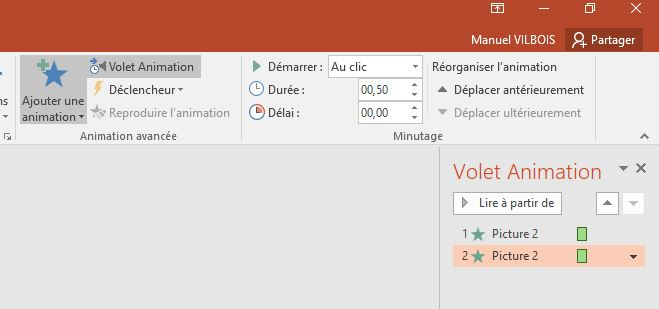 Manuel VILBOIS Partager
Volet Animation Démarrer : Au clic Réorganiser l'animation
Ajouter une animation Déclencheur Durée : 00,50 Déplacer antérieurement
Reproduire l'animation Délai : 00,00 Déplacer ultérieurement
Animation avancée Minutage
Volet Animation
Lire à partir de
1 Picture 2
2 Picture 2